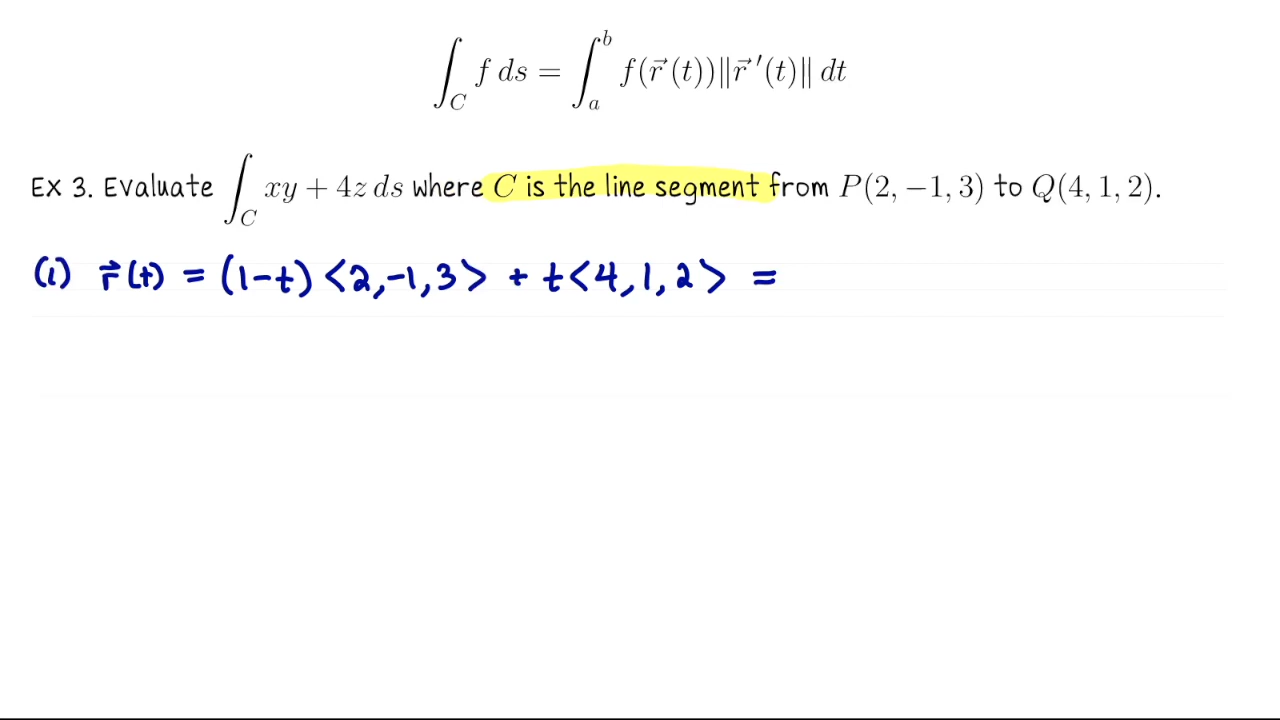 ∫_C f ds = ∫_a^b f(r⃗(t))‖r⃗′(t)‖ dt
Ex 3. Evaluate ∫_C xy + 4z ds where C is the line segment from P(2, −1, 3) to Q(4, 1, 2).
(i) r⃗(t) = (1-t)<2,-1,3> + t<4,1,2> =